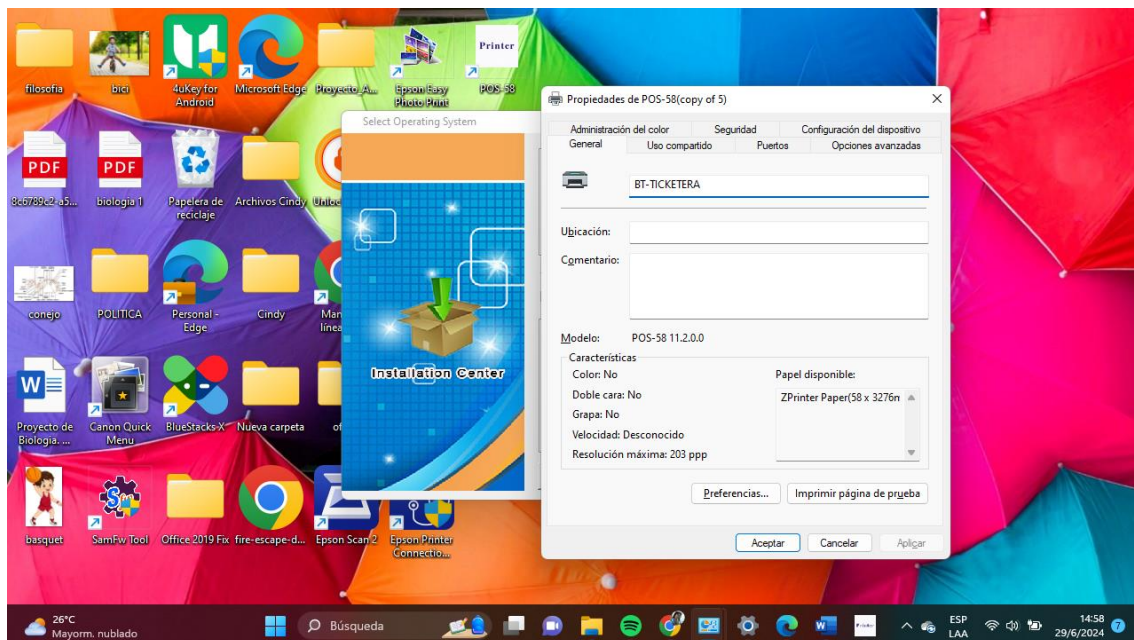 filosofia
bici
4uKey for
Android
Microsoft Edge
Proyecto_A...
Epson Easy
Photo Print
Printer
POS-58
PDF
8c6789c2-a5...
PDF
biologia 1
Papelera de
reciclaje
Archivos Cindy
conejo
POLITICA
Personal -
Edge
Cindy
Man
línea
W
Proyecto de
Biologia. ...
Canon Quick
Menu
BlueStacks X
Nueva carpeta
of
basquet
SamFw Tool
Office 2019 Fix
fire-escape-d...
Epson Scan 2
Epson Printer
Connectio...
Select Operating System
Installation Center
Propiedades de POS-58(copy of 5)
Administración del color
Seguridad
Configuración del dispositivo
General
Uso compartido
Puertos
Opciones avanzadas
BT-TICKETERA
Ubicación:
Comentario:
Modelo: POS-58 11.2.0.0
Características
Color: No
Doble cara: No
Grapa: No
Velocidad: Desconocido
Resolución máxima: 203 ppp
Papel disponible:
ZPrinter Paper(58 x 3276m
Preferencias...
Imprimir página de prueba
Aceptar
Cancelar
Aplicar
26°C
Mayorm. nublado
Búsqueda
ESP
LAA
14:58
29/6/2024
7